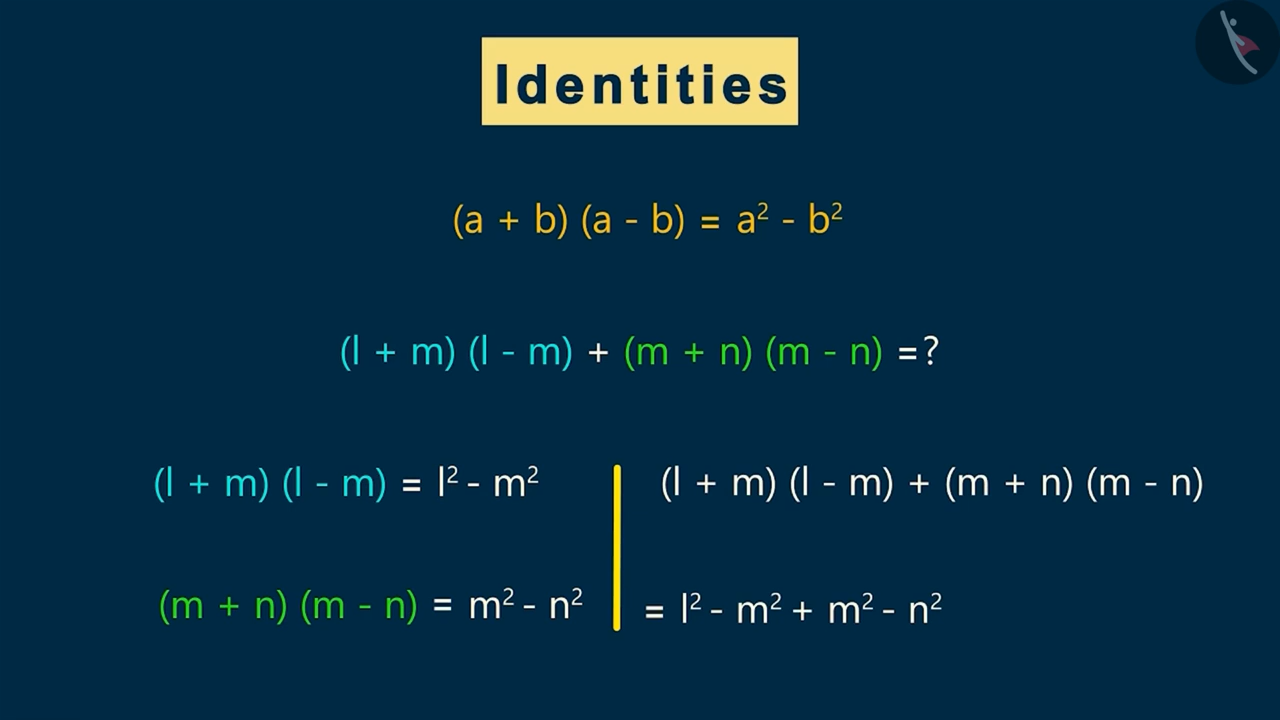 Identities
(a + b) (a - b) = a² - b²
(l + m) (l - m) + (m + n) (m - n) =?
(l + m) (l - m) = l² - m²
(m + n) (m - n) = m² - n²
(l + m) (l - m) + (m + n) (m - n)
= l² - m² + m² - n²